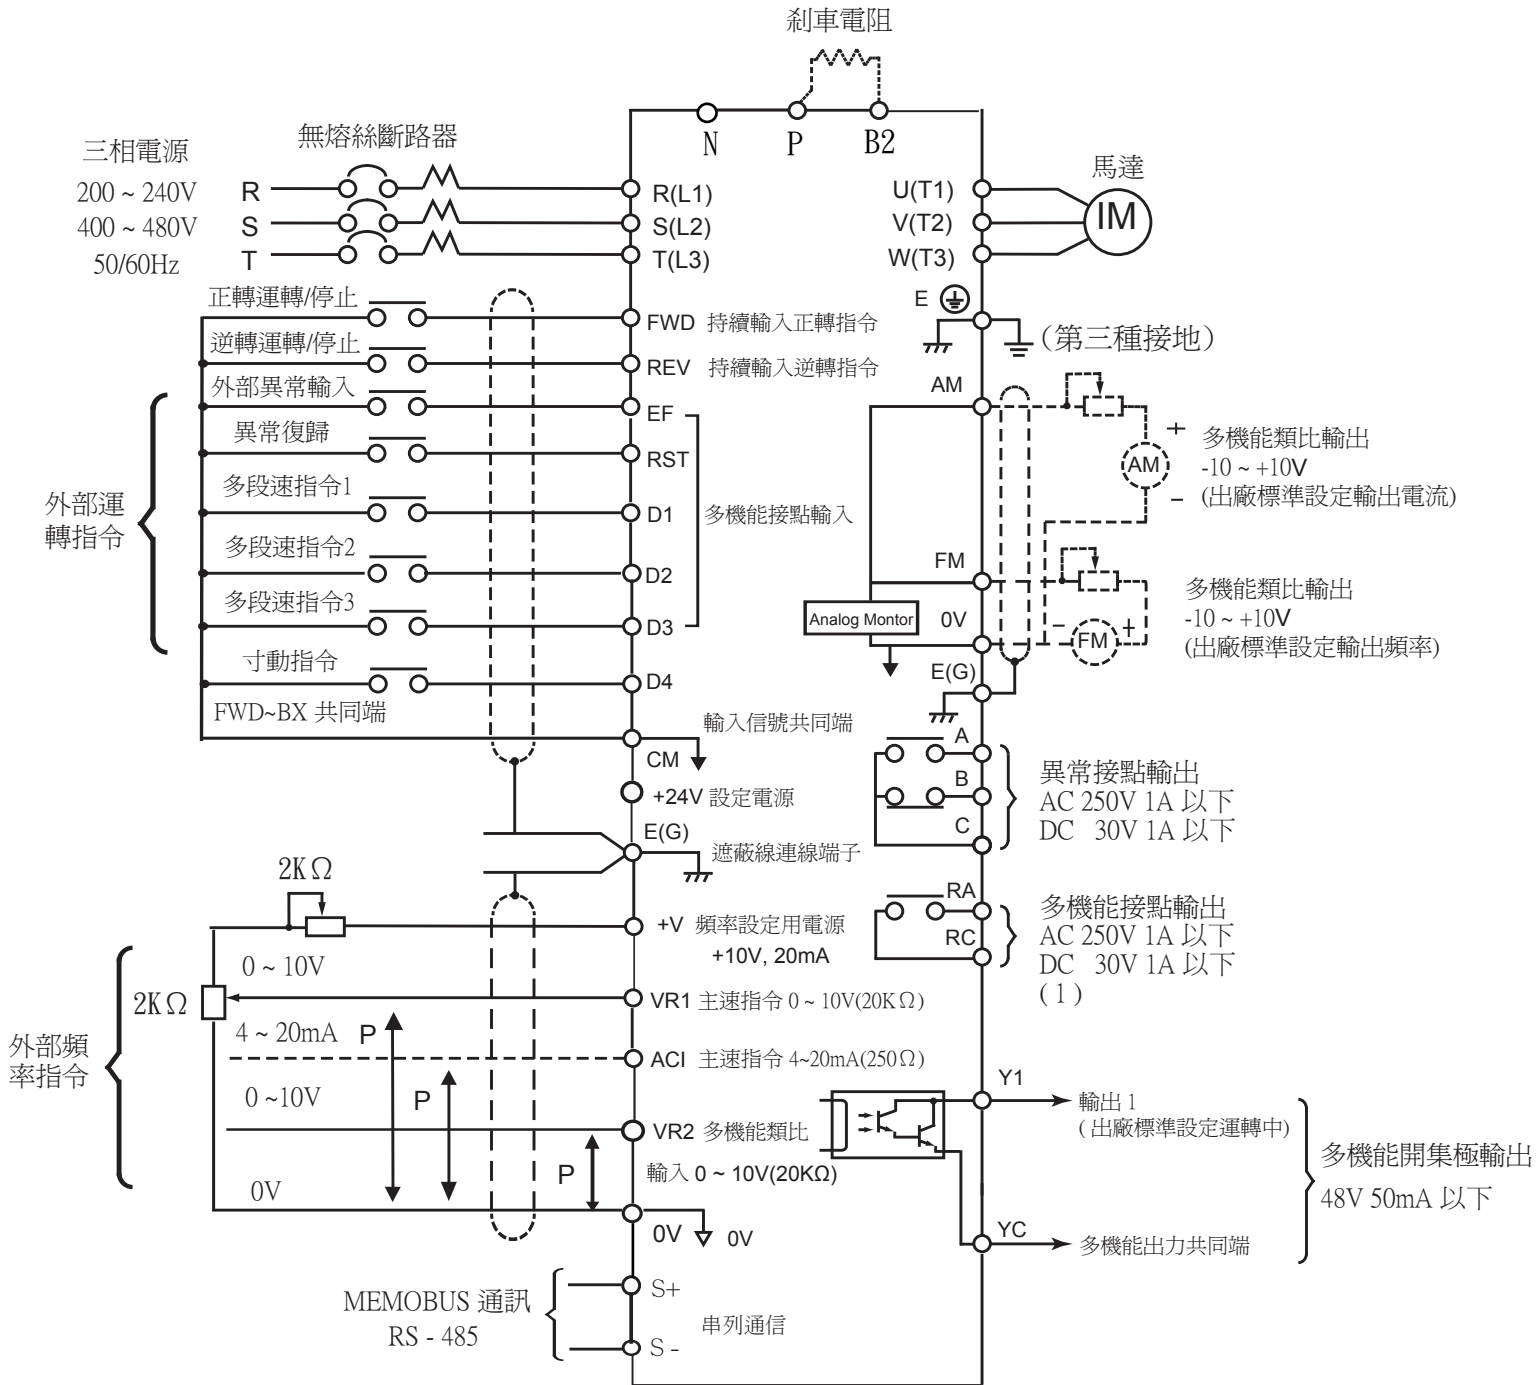 剎車電阻
N
P
B2
無熔絲斷路器
三相電源
200 ~ 240V
400 ~ 480V
50/60Hz
R
S
T
R(L1)
S(L2)
T(L3)
U(T1)
V(T2)
W(T3)
馬達
IM
E
(第三種接地)
正轉運轉/停止
FWD 持續輸入正轉指令
逆轉運轉/停止
REV 持續輸入逆轉指令
外部異常輸入
EF
異常復歸
RST
多段速指令1
D1
多機能接點輸入
多段速指令2
D2
多段速指令3
D3
寸動指令
D4
外部運
轉指令
FWD~BX 共同端
輸入信號共同端
CM
+24V 設定電源
E(G)
遮蔽線連線端子
AM
AM
+
−
多機能類比輸出
-10 ~ +10V
(出廠標準設定輸出電流)
FM
Analog Montor
0V
−
FM
+
多機能類比輸出
-10 ~ +10V
(出廠標準設定輸出頻率)
E(G)
A
B
C
異常接點輸出
AC 250V 1A 以下
DC 30V 1A 以下
RA
RC
多機能接點輸出
AC 250V 1A 以下
DC 30V 1A 以下
(1)
2KΩ
+V 頻率設定用電源
+10V, 20mA
0 ~ 10V
2KΩ
VR1 主速指令 0 ~ 10V(20KΩ)
4 ~ 20mA
P
ACI 主速指令 4~20mA(250Ω)
外部頻
率指令
0 ~10V
P
VR2 多機能類比
輸入 0 ~ 10V(20KΩ)
P
0V
0V
0V
Y1
輸出 1
( 出廠標準設定運轉中)
多機能開集極輸出
48V 50mA 以下
YC
多機能出力共同端
MEMOBUS 通訊
RS - 485
S+
串列通信
S -